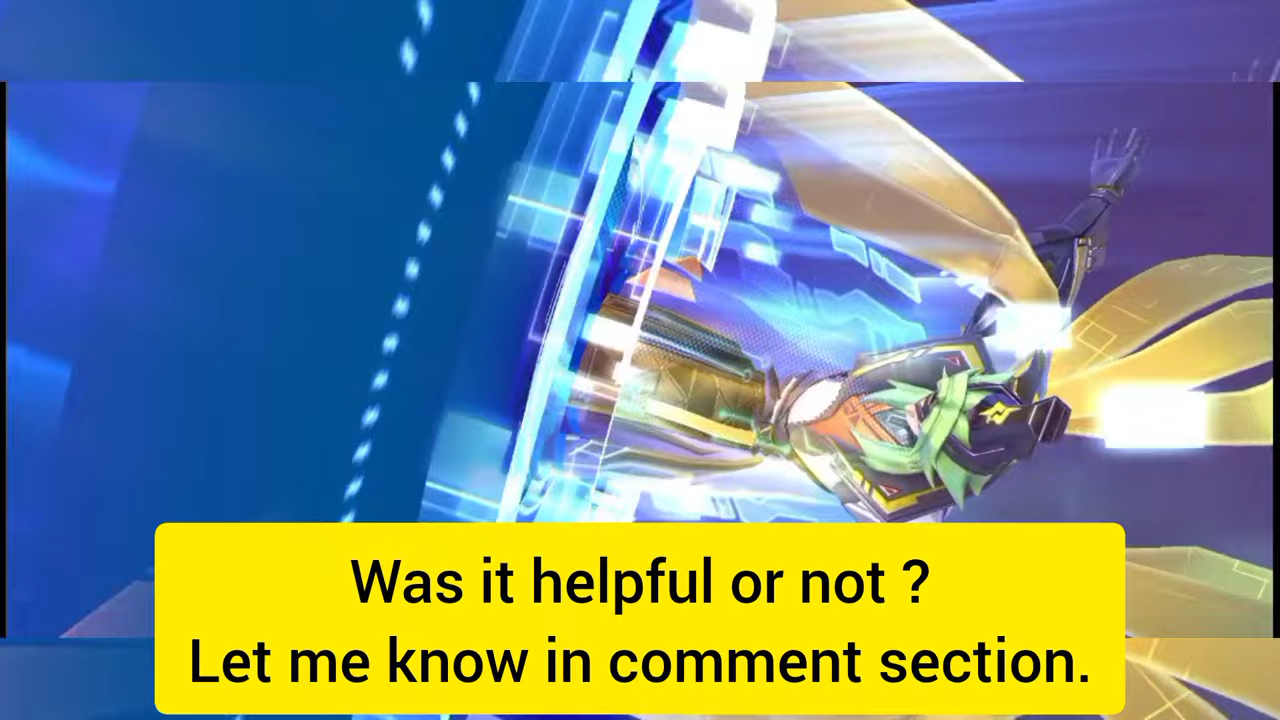 Was it helpful or not ?
Let me know in comment section.